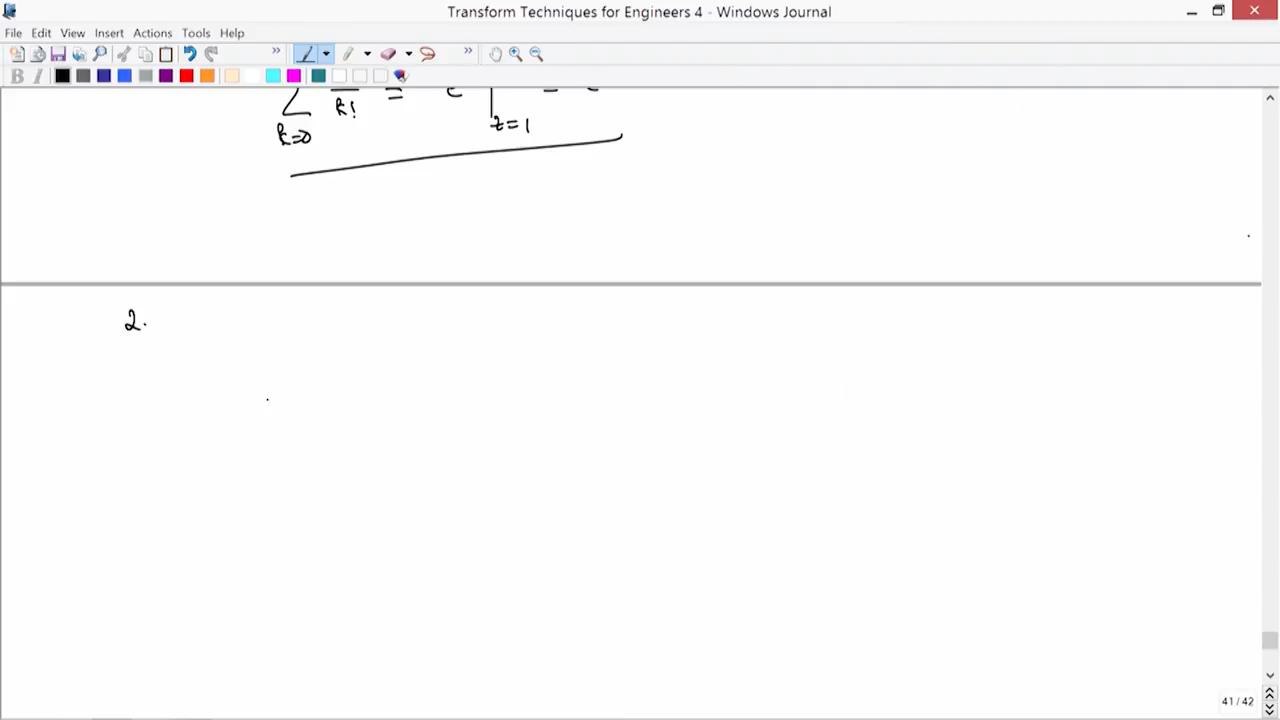 Transform Techniques for Engineers 4 - Windows Journal
File Edit View Insert Actions Tools Help
B I
k! =
k=0
z=1
2.
41 / 42